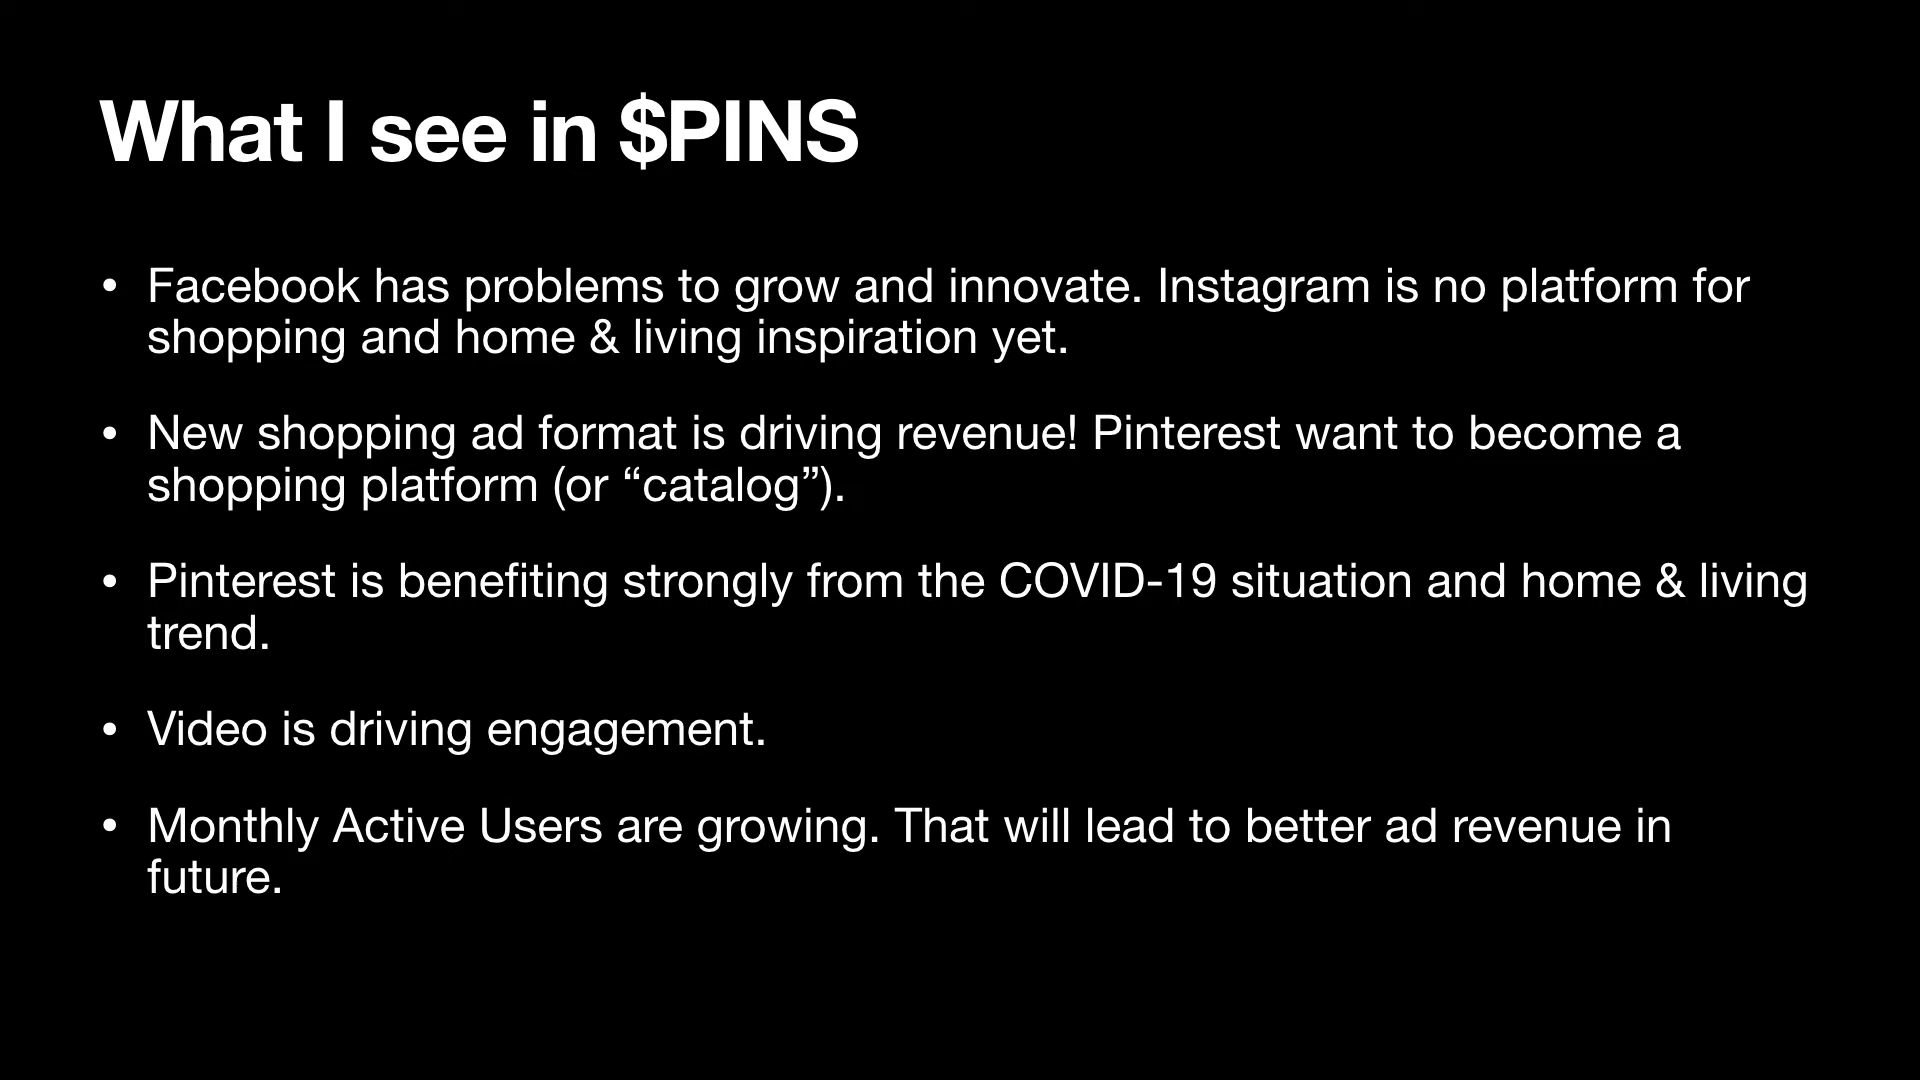 What I see in $PINS
• Facebook has problems to grow and innovate. Instagram is no platform for
shopping and home & living inspiration yet.
• New shopping ad format is driving revenue! Pinterest want to become a
shopping platform (or “catalog”).
• Pinterest is benefiting strongly from the COVID-19 situation and home & living
trend.
• Video is driving engagement.
• Monthly Active Users are growing. That will lead to better ad revenue in
future.